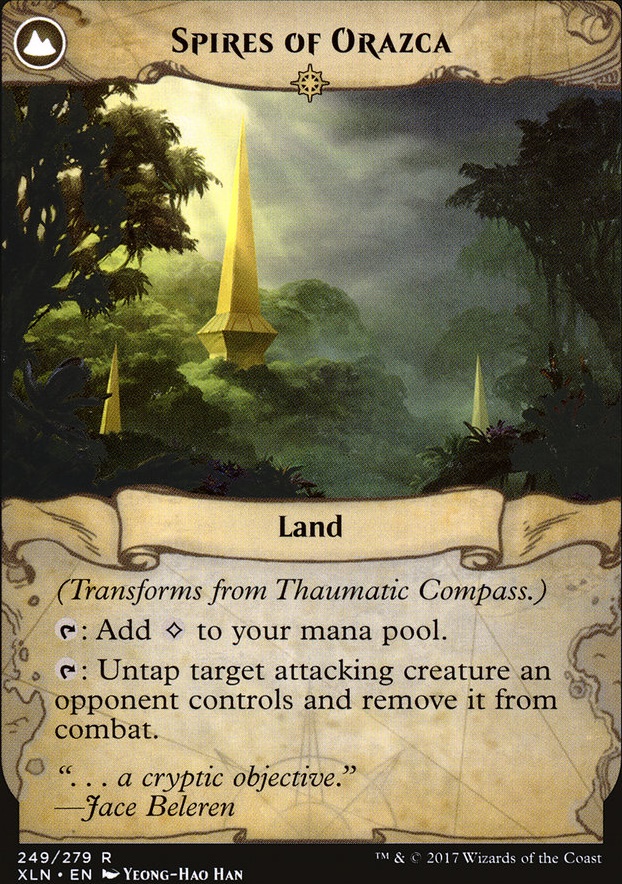 Spires of Orazca
Land
(Transforms from Thaumatic Compass.)
: Add to your mana pool.
: Untap target attacking creature an
opponent controls and remove it from
combat.
“. . . a cryptic objective.”
—Jace Beleren
249/279 R
XLN • EN Yeong-Hao Han
™ & © 2017 Wizards of the Coast